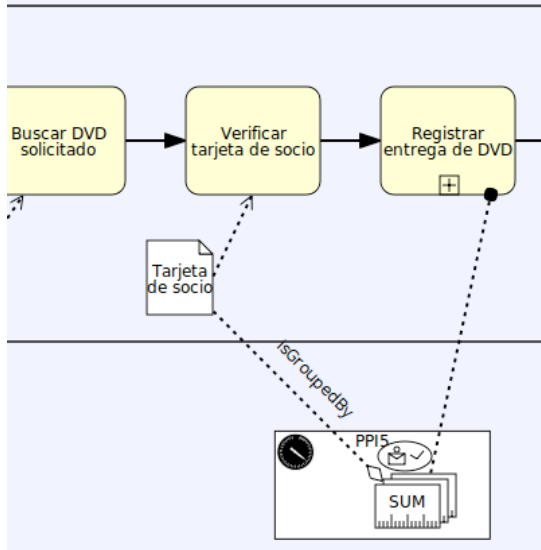 Buscar DVD
solicitado
Verificar
tarjeta de socio
Registrar
entrega de DVD
Tarjeta
de socio
isGroupedBy
PPI5
SUM